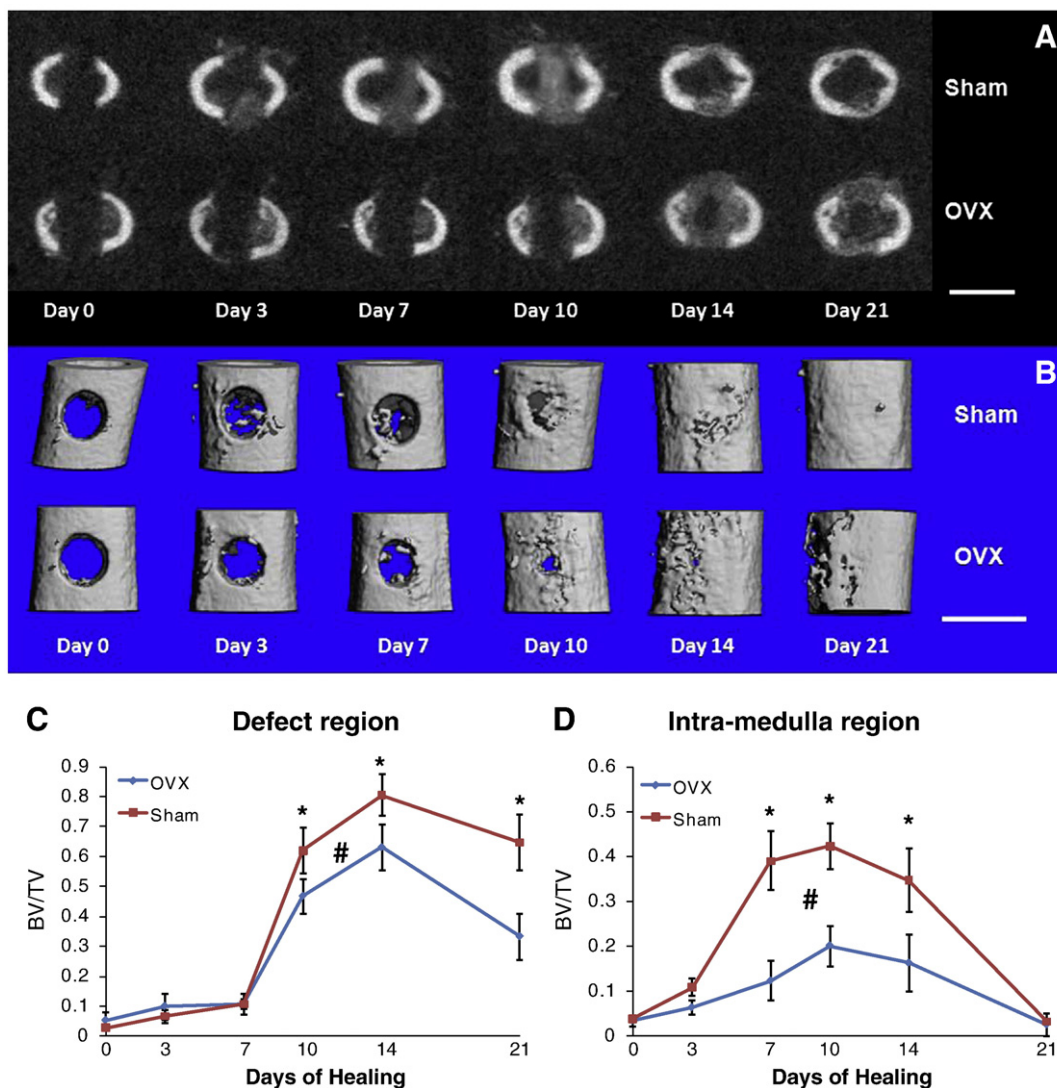 A
Sham
OVX
Day 0 Day 3 Day 7 Day 10 Day 14 Day 21
B
Sham
OVX
Day 0 Day 3 Day 7 Day 10 Day 14 Day 21
C Defect region
BV/TV
0.9
0.8
0.7
0.6
0.5
0.4
0.3
0.2
0.1
0
OVX
Sham
* * *
#
0 3 7 10 14 21
Days of Healing
D Intra-medulla region
BV/TV
0.6
0.5
0.4
0.3
0.2
0.1
0
OVX
Sham
* * *
#
0 3 7 10 14 21
Days of Healing